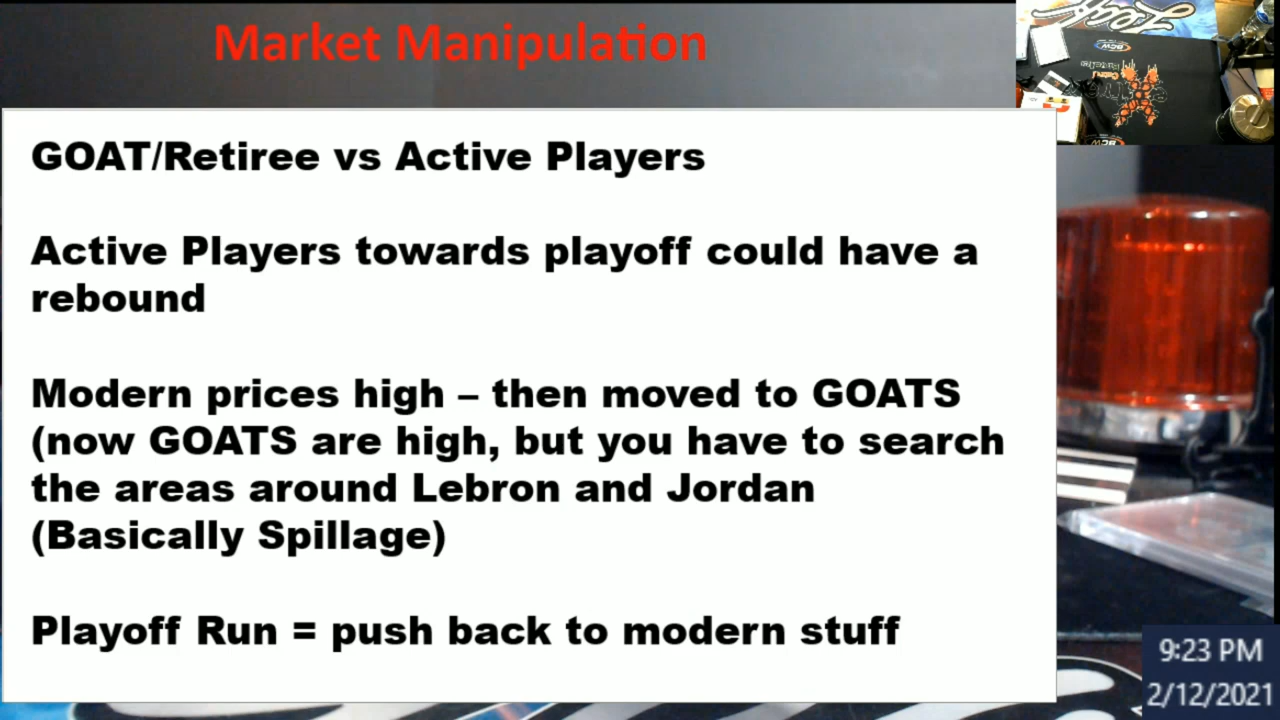 Market Manipulation
Leaf
BCW
GOAT/Retiree vs Active Players
Active Players towards playoff could have a
rebound
Modern prices high – then moved to GOATS
(now GOATS are high, but you have to search
the areas around Lebron and Jordan
(Basically Spillage)
Playoff Run = push back to modern stuff
9:23 PM
2/12/2021